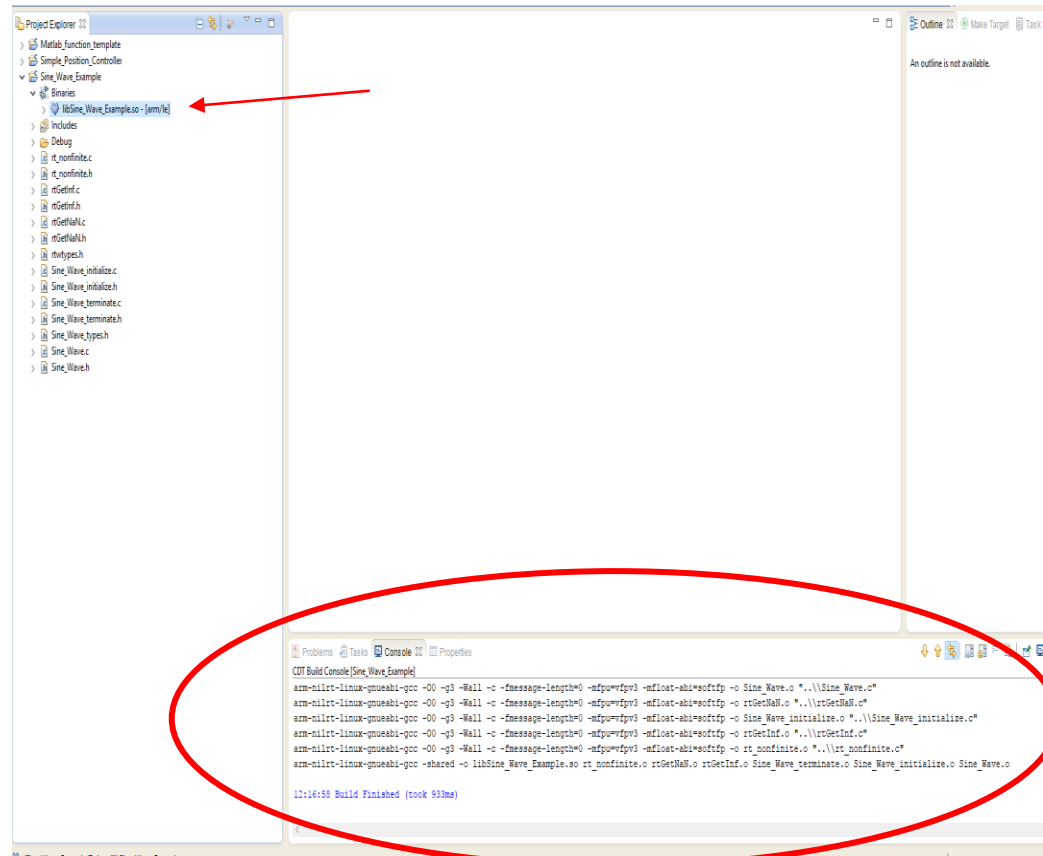 Project Explorer
Matlab_function_template
Simple_Position_Controller
Sine_Wave_Example
Binaries
libSine_Wave_Example.so - [arm/le]
Includes
Debug
rt_nonfinite.c
rt_nonfinite.h
rtGetInf.c
rtGetInf.h
rtGetNaN.c
rtGetNaN.h
rtwtypes.h
Sine_Wave_initialize.c
Sine_Wave_initialize.h
Sine_Wave_terminate.c
Sine_Wave_terminate.h
Sine_Wave_types.h
Sine_Wave.c
Sine_Wave.h
Outline Make Target Task
An outline is not available.
Problems Tasks Console Properties
CDT Build Console [Sine_Wave_Example]
arm-nilrt-linux-gnueabi-gcc -O0 -g3 -Wall -c -fmessage-length=0 -mfpu=vfpv3 -mfloat-abi=softfp -o Sine_Wave.o "..\\Sine_Wave.c"
arm-nilrt-linux-gnueabi-gcc -O0 -g3 -Wall -c -fmessage-length=0 -mfpu=vfpv3 -mfloat-abi=softfp -o rtGetNaN.o "..\\rtGetNaN.c"
arm-nilrt-linux-gnueabi-gcc -O0 -g3 -Wall -c -fmessage-length=0 -mfpu=vfpv3 -mfloat-abi=softfp -o Sine_Wave_initialize.o "..\\Sine_Wave_initialize.c"
arm-nilrt-linux-gnueabi-gcc -O0 -g3 -Wall -c -fmessage-length=0 -mfpu=vfpv3 -mfloat-abi=softfp -o rtGetInf.o "..\\rtGetInf.c"
arm-nilrt-linux-gnueabi-gcc -O0 -g3 -Wall -c -fmessage-length=0 -mfpu=vfpv3 -mfloat-abi=softfp -o rt_nonfinite.o "..\\rt_nonfinite.c"
arm-nilrt-linux-gnueabi-gcc -shared -o libSine_Wave_Example.so rt_nonfinite.o rtGetNaN.o rtGetInf.o Sine_Wave_terminate.o Sine_Wave_initialize.o Sine_Wave.o
12:16:58 Build Finished (took 933ms)